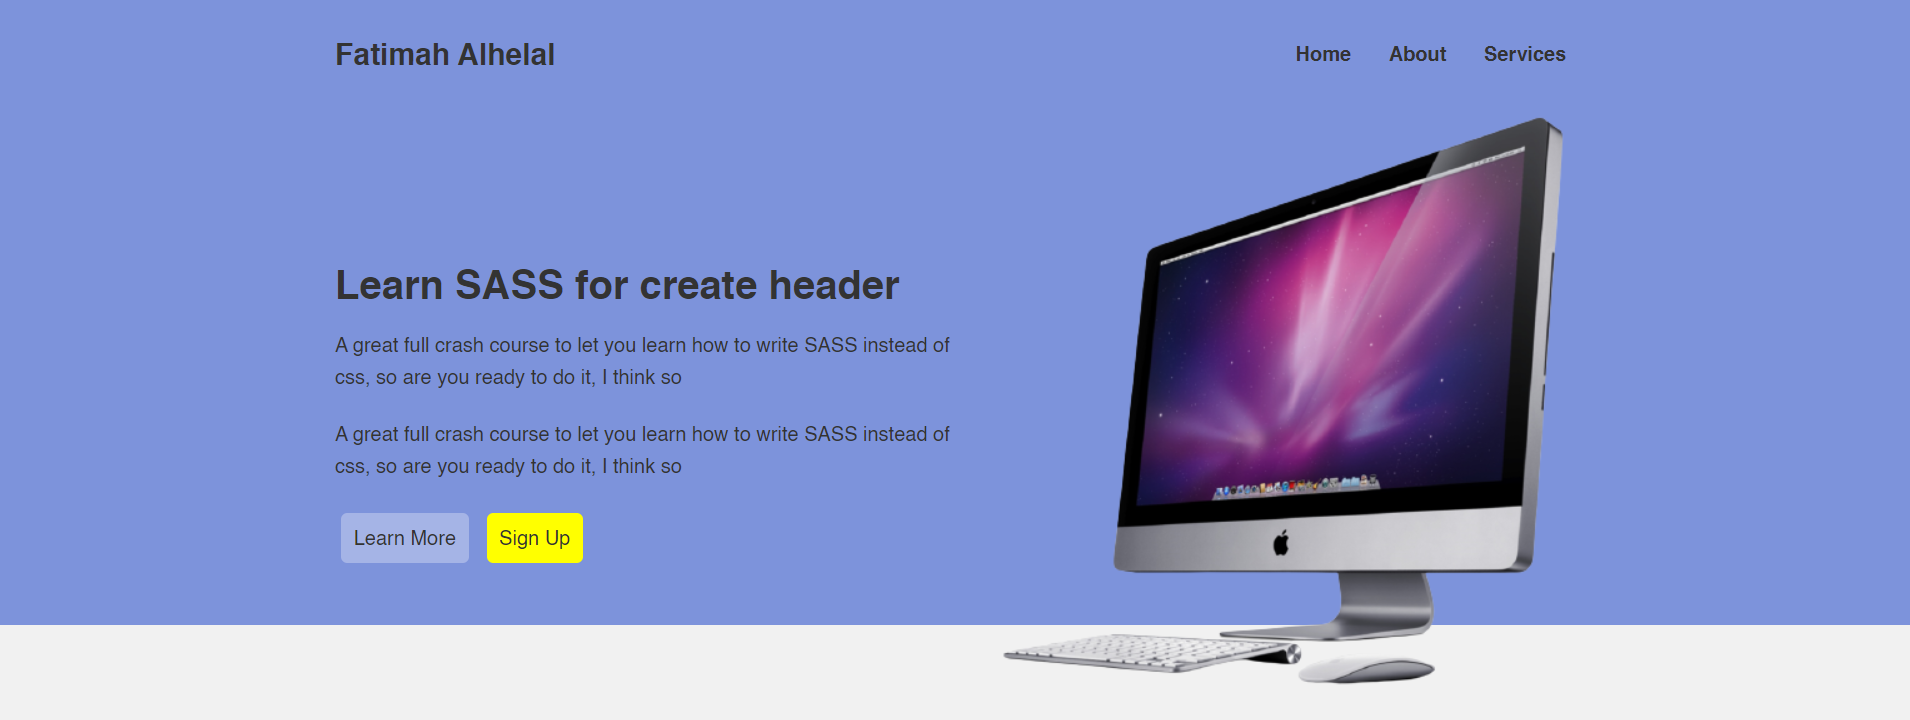 Fatimah Alhelal
Home About Services
Learn SASS for create header
A great full crash course to let you learn how to write SASS instead of
css, so are you ready to do it, I think so
A great full crash course to let you learn how to write SASS instead of
css, so are you ready to do it, I think so
Learn More Sign Up